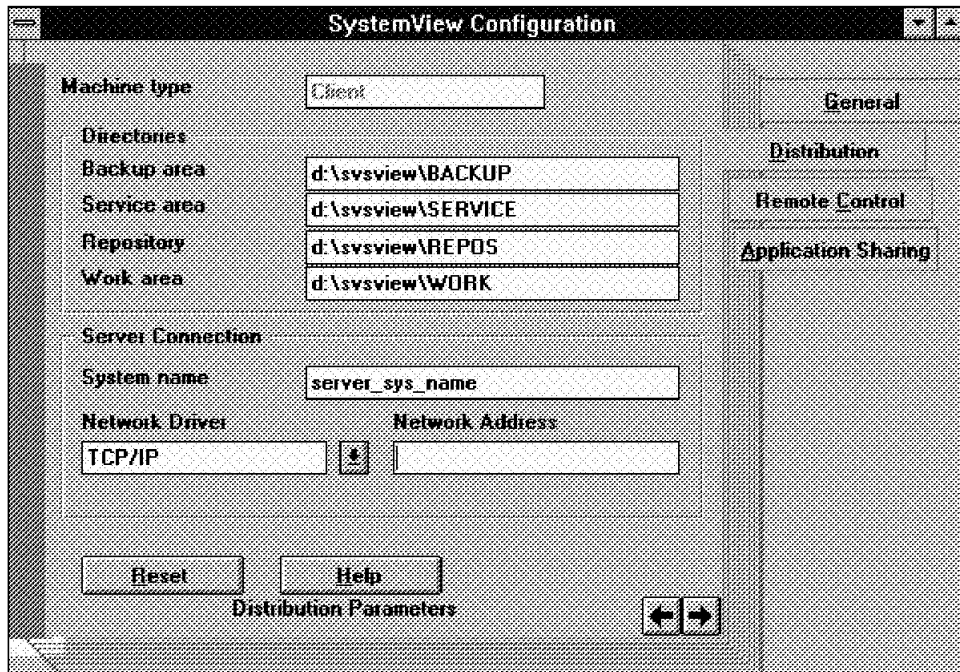 SystemView Configuration
Machine type Client
Directories
Backup area d:\svsview\BACKUP
Service area d:\svsview\SERVICE
Repository d:\svsview\REPOS
Work area d:\svsview\WORK
Server Connection
System name server_sys_name
Network Driver Network Address
TCP/IP
Reset Help
Distribution Parameters
General
Distribution
Remote Control
Application Sharing